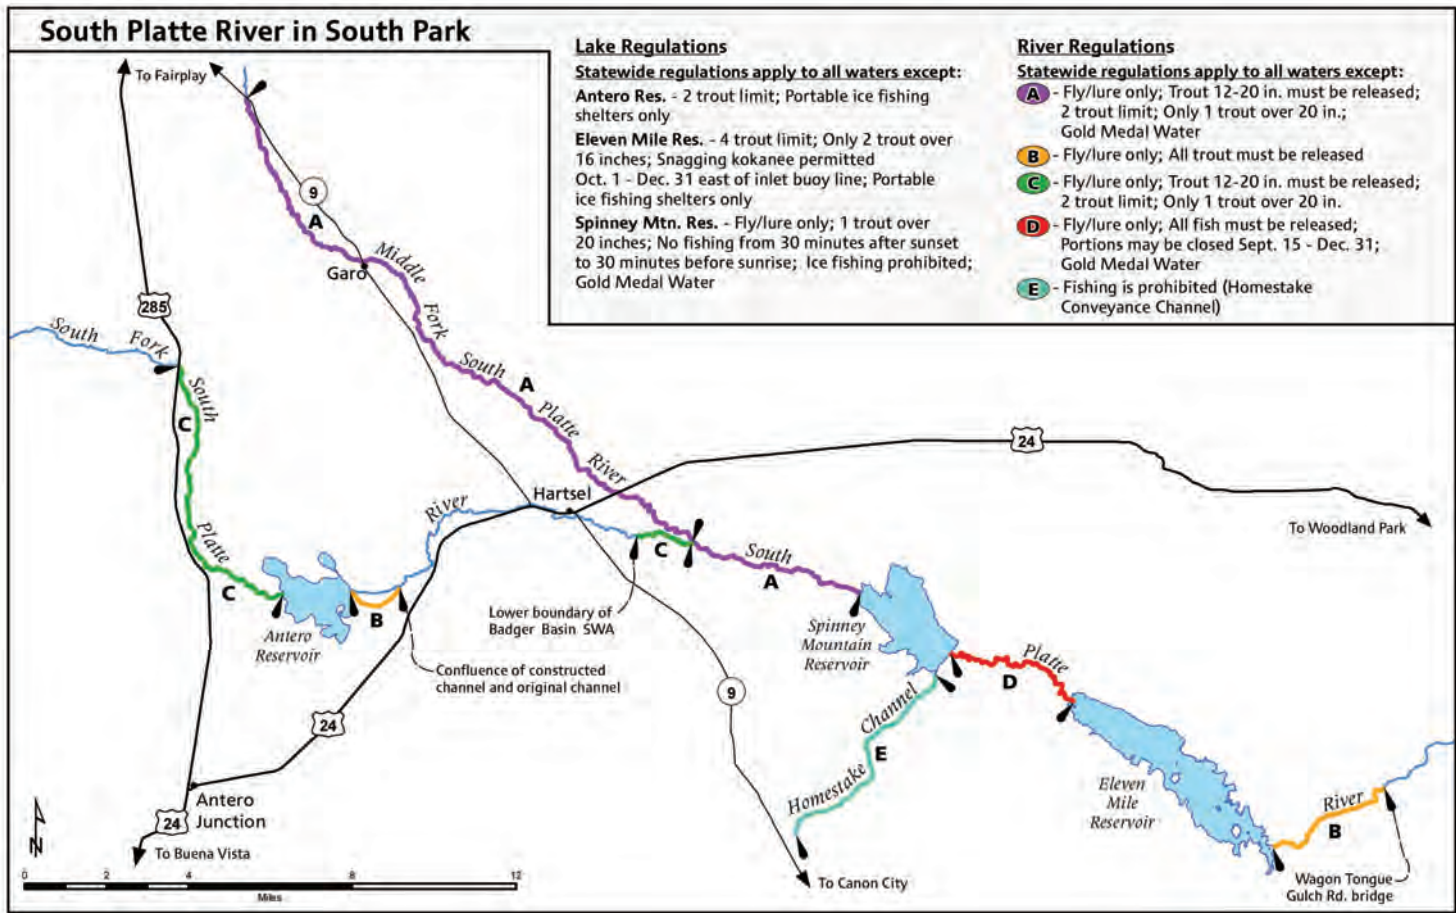 South Platte River in South Park
Lake Regulations
Statewide regulations apply to all waters except:
Antero Res. - 2 trout limit; Portable ice fishing
shelters only
Eleven Mile Res. - 4 trout limit; Only 2 trout over
16 inches; Snagging kokanee permitted
Oct. 1 - Dec. 31 east of inlet buoy line; Portable
ice fishing shelters only
Spinney Mtn. Res. - Fly/lure only; 1 trout over
20 inches; No fishing from 30 minutes after sunset
to 30 minutes before sunrise; Ice fishing prohibited;
Gold Medal Water
River Regulations
Statewide regulations apply to all waters except:
A - Fly/lure only; Trout 12-20 in. must be released;
2 trout limit; Only 1 trout over 20 in.;
Gold Medal Water
B - Fly/lure only; All trout must be released
C - Fly/lure only; Trout 12-20 in. must be released;
2 trout limit; Only 1 trout over 20 in.
D - Fly/lure only; All fish must be released;
Portions may be closed Sept. 15 - Dec. 31;
Gold Medal Water
E - Fishing is prohibited (Homestake
Conveyance Channel)
To Fairplay
9
A
Garo
Middle
Fork
285
South Fork
South
C
Platte
C
South
A
Platte
River
24
Hartsel
River
To Woodland Park
C
South
A
B
Antero
Reservoir
Lower boundary of
Badger Basin SWA
Spinney
Mountain
Reservoir
Platte
D
Confluence of constructed
channel and original channel
9
24
Channel
E
Homestake
Eleven
Mile
Reservoir
River
B
Antero
Junction
24
To Buena Vista
N
To Canon City
Wagon Tongue
Gulch Rd. bridge
0 2 4 8 12
Miles